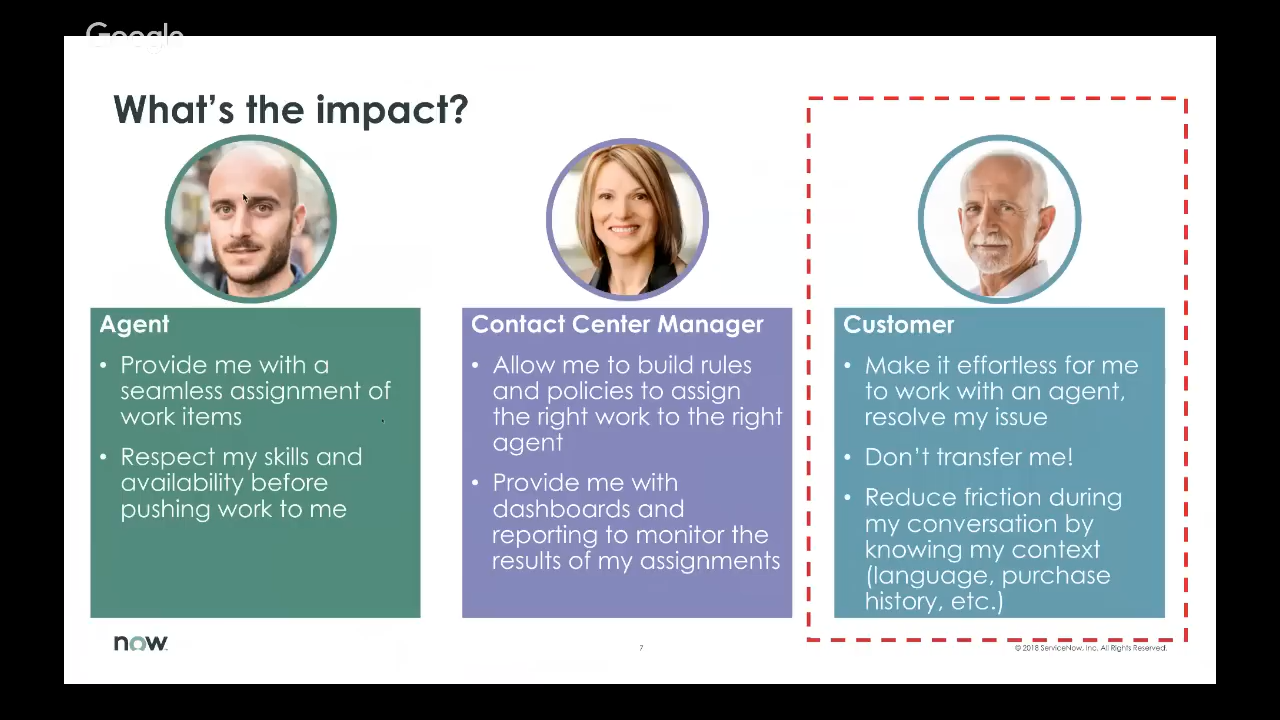 Google
What's the impact?
Agent
• Provide me with a
seamless assignment of
work items
• Respect my skills and
availability before
pushing work to me
Contact Center Manager
• Allow me to build rules
and policies to assign
the right work to the right
agent
• Provide me with
dashboards and
reporting to monitor the
results of my assignments
Customer
• Make it effortless for me
to work with an agent,
resolve my issue
• Don't transfer me!
• Reduce friction during
my conversation by
knowing my context
(language, purchase
history, etc.)
now
7
© 2018 ServiceNow, Inc. All Rights Reserved.